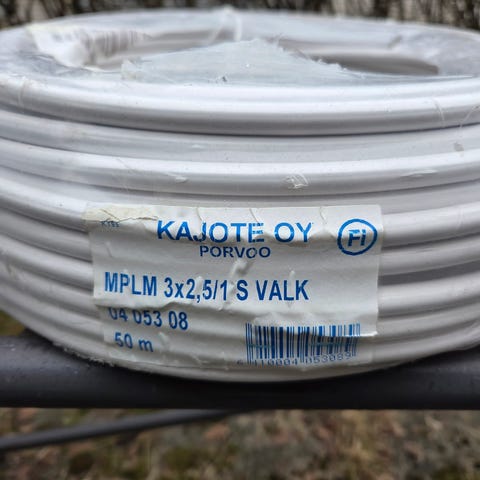 KAJOTE OY
Fi
PORVOO
MPLM 3x2,5/1 S VALK
04 053 08
50 m